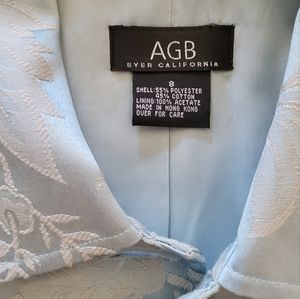 AGB
BYER CALIFORNIA
8
SHELL:55% POLYESTER
45% COTTON
LINING:100% ACETATE
MADE IN HONG KONG
OVER FOR CARE